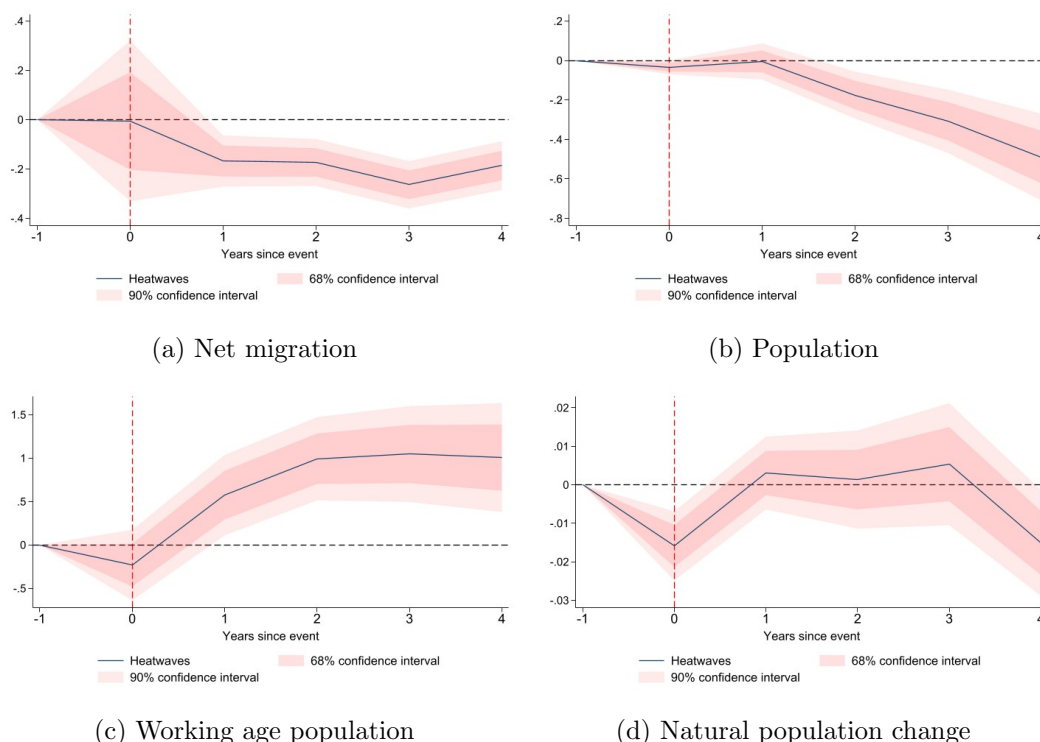 .4
.2
0
-.2
-.4
-1 0 1 2 3 4
Years since event
Heatwaves 68% confidence interval
90% confidence interval
(a) Net migration
.2
0
-.2
-.4
-.6
-.8
-1 0 1 2 3 4
Years since event
Heatwaves 68% confidence interval
90% confidence interval
(b) Population
1.5
1
.5
0
-.5
-1 0 1 2 3 4
Years since event
Heatwaves 68% confidence interval
90% confidence interval
(c) Working age population
.02
.01
0
-.01
-.02
-.03
-1 0 1 2 3 4
Years since event
Heatwaves 68% confidence interval
90% confidence interval
(d) Natural population change